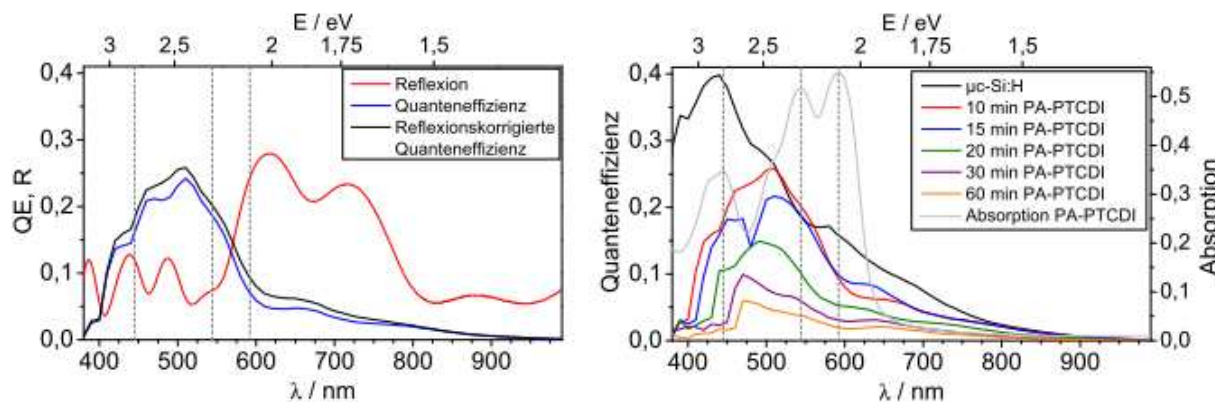 E / eV
3 2,5 2 1,75 1,5
0,4
0,3
0,2
0,1
0,0
QE, R
Reflexion
Quanteneffizienz
Reflexionskorrigierte
Quanteneffizienz
400 500 600 700 800 900
λ / nm
E / eV
3 2,5 2 1,75 1,5
0,4
0,3
0,2
0,1
0,0
Quanteneffizienz
µc-Si:H
10 min PA-PTCDI
15 min PA-PTCDI
20 min PA-PTCDI
30 min PA-PTCDI
60 min PA-PTCDI
Absorption PA-PTCDI
0,5
0,4
0,3
0,2
0,1
0,0
Absorption
400 500 600 700 800 900
λ / nm